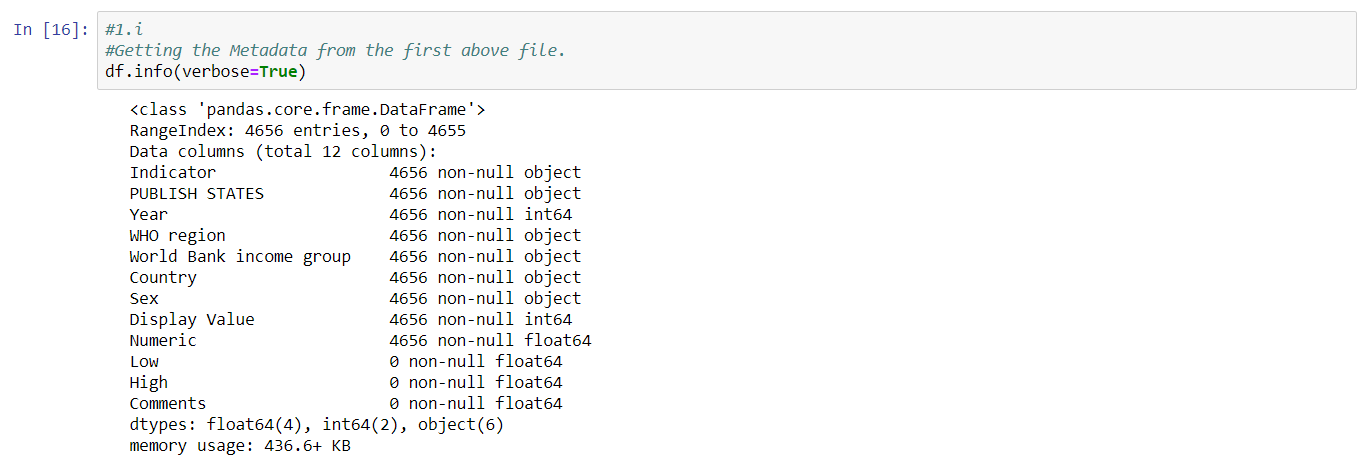 In [16]: #1.i
#Getting the Metadata from the first above file.
df.info(verbose=True)
<class 'pandas.core.frame.DataFrame'>
RangeIndex: 4656 entries, 0 to 4655
Data columns (total 12 columns):
Indicator                  4656 non-null object
PUBLISH STATES             4656 non-null object
Year                       4656 non-null int64
WHO region                 4656 non-null object
World Bank income group    4656 non-null object
Country                    4656 non-null object
Sex                        4656 non-null object
Display Value              4656 non-null int64
Numeric                    4656 non-null float64
Low                        0 non-null float64
High                       0 non-null float64
Comments                   0 non-null float64
dtypes: float64(4), int64(2), object(6)
memory usage: 436.6+ KB